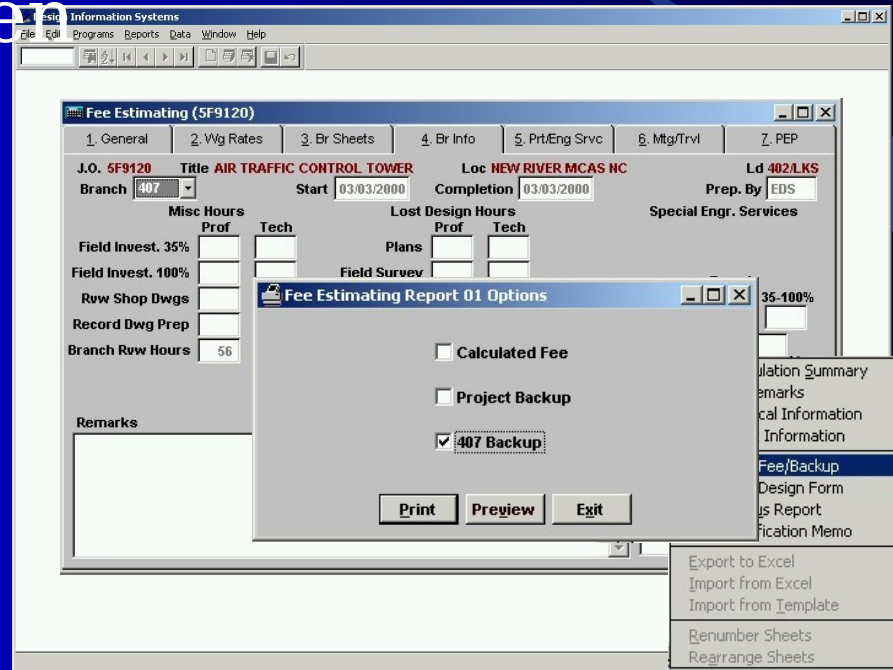 en
Design Information Systems
File Edit Programs Reports Data Window Help
Fee Estimating (5F9120)
1. General 2. Wg Rates 3. Br Sheets 4. Br Info 5. Prt/Eng Srvc 6. Mtg/Trvl 7. PEP
J.O. 5F9120 Title AIR TRAFFIC CONTROL TOWER Loc NEW RIVER MCAS NC Ld 402/LKS
Branch 407 Start 03/03/2000 Completion 03/03/2000 Prep. By EDS
Misc Hours Lost Design Hours Special Engr. Services
Prof Tech Prof Tech
Field Invest. 35% Plans
Field Invest. 100% Field Survey
Rvw Shop Dwgs 35-100%
Record Dwg Prep
Branch Rvw Hours 56
Remarks
Fee Estimating Report 01 Options
Calculated Fee
Project Backup
407 Backup
Print Preview Exit
ulation Summary
emarks
cal Information
Information
Fee/Backup
Design Form
us Report
fication Memo
Export to Excel
Import from Excel
Import from Template
Renumber Sheets
Rearrange Sheets